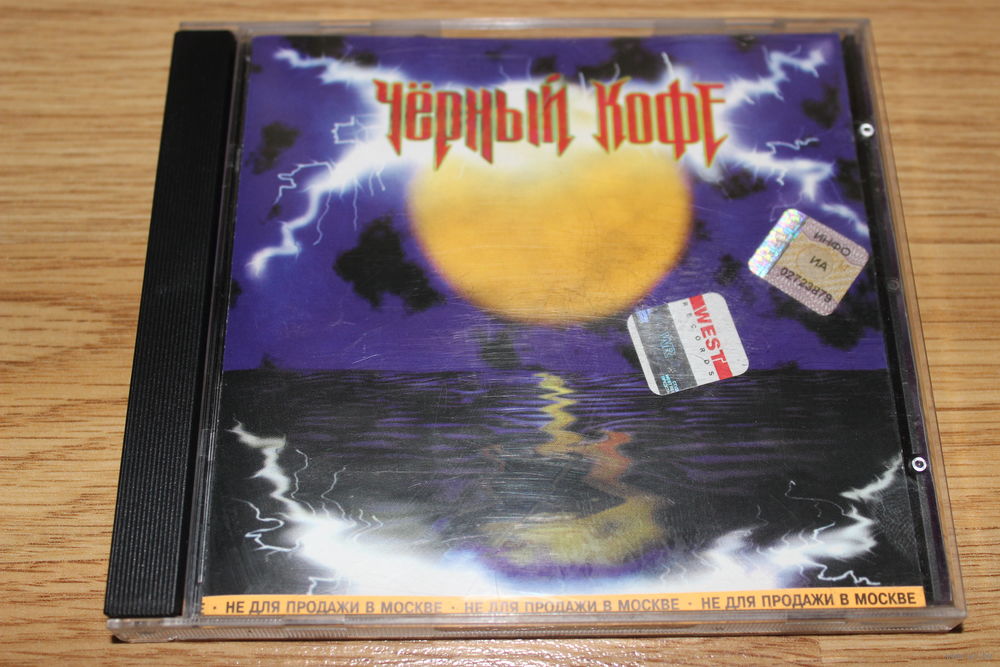 ЧЁРНЫЙ КОФЕ
ИНФО
ИА
02723879
WEST
RECORDS
НЕ ДЛЯ ПРОДАЖИ В МОСКВЕ · НЕ ДЛЯ ПРОДАЖИ В МОСКВЕ · НЕ ДЛЯ ПРОДАЖИ В МОСКВЕ